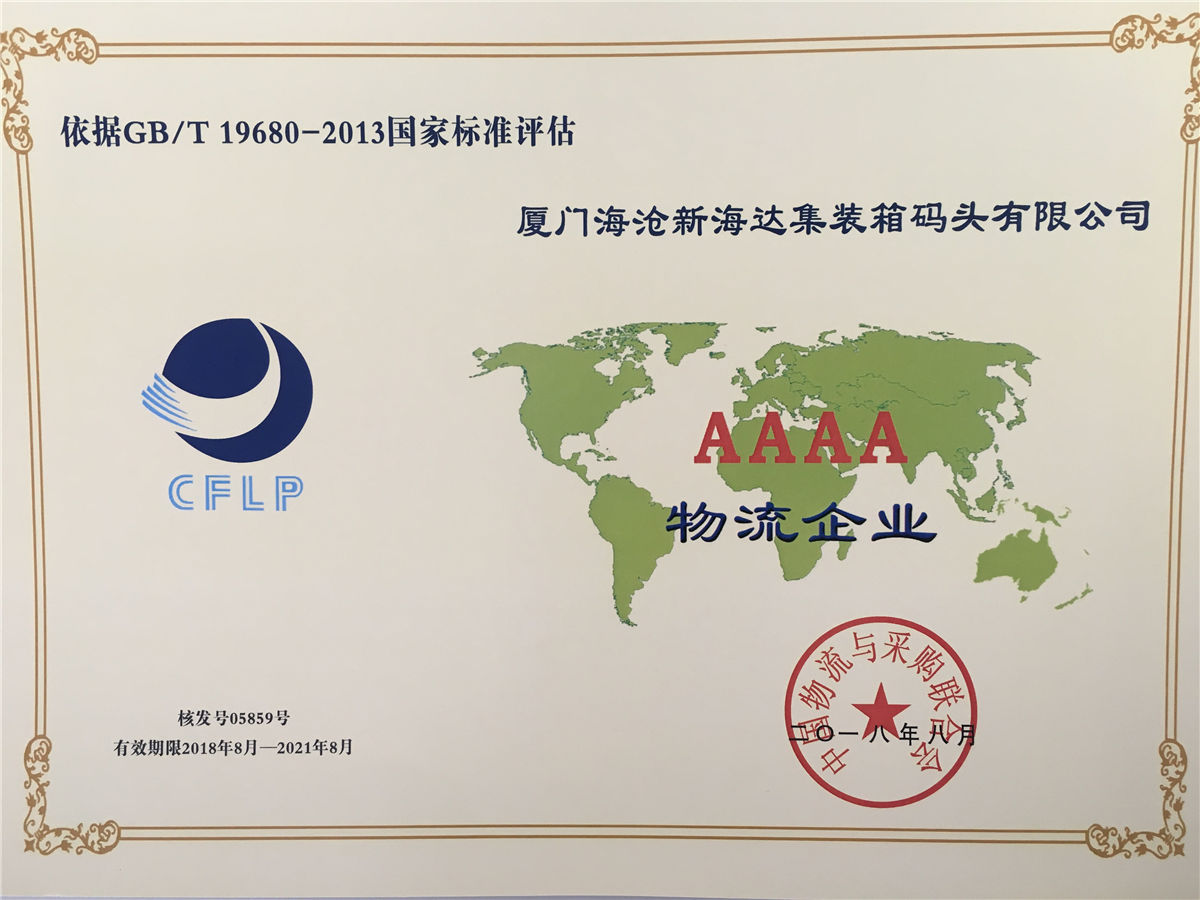 依据GB/T 19680-2013国家标准评估
厦门海沧新海达集装箱码头有限公司
CFLP
AAAA
物流企业
中国物流与采购联合会
二〇一八年八月
核发号05859号
有效期限2018年8月—2021年8月